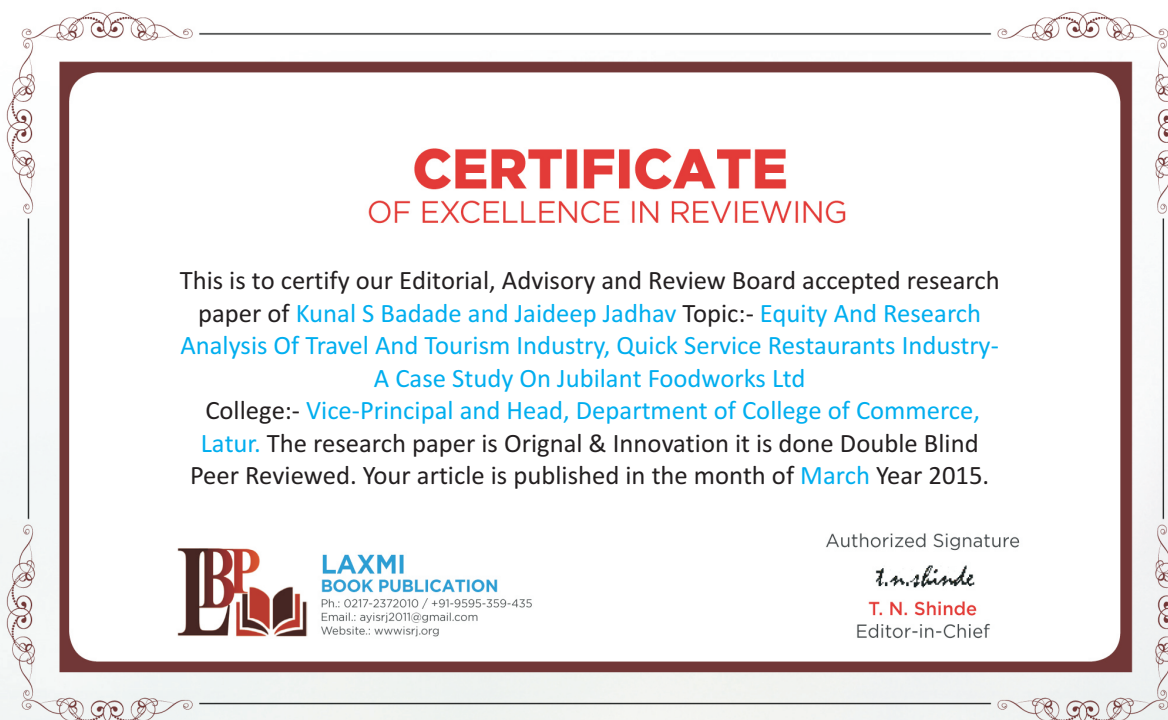 CERTIFICATE
OF EXCELLENCE IN REVIEWING
This is to certify our Editorial, Advisory and Review Board accepted research
paper of Kunal S Badade and Jaideep Jadhav Topic:- Equity And Research
Analysis Of Travel And Tourism Industry, Quick Service Restaurants Industry-
A Case Study On Jubilant Foodworks Ltd
College:- Vice-Principal and Head, Department of College of Commerce,
Latur. The research paper is Orignal & Innovation it is done Double Blind
Peer Reviewed. Your article is published in the month of March Year 2015.
LBP
LAXMI
BOOK PUBLICATION
Ph.: 0217-2372010 / +91-9595-359-435
Email.: ayisrj2011@gmail.com
Website.: wwwisrj.org
Authorized Signature
t.n.shinde
T. N. Shinde
Editor-in-Chief